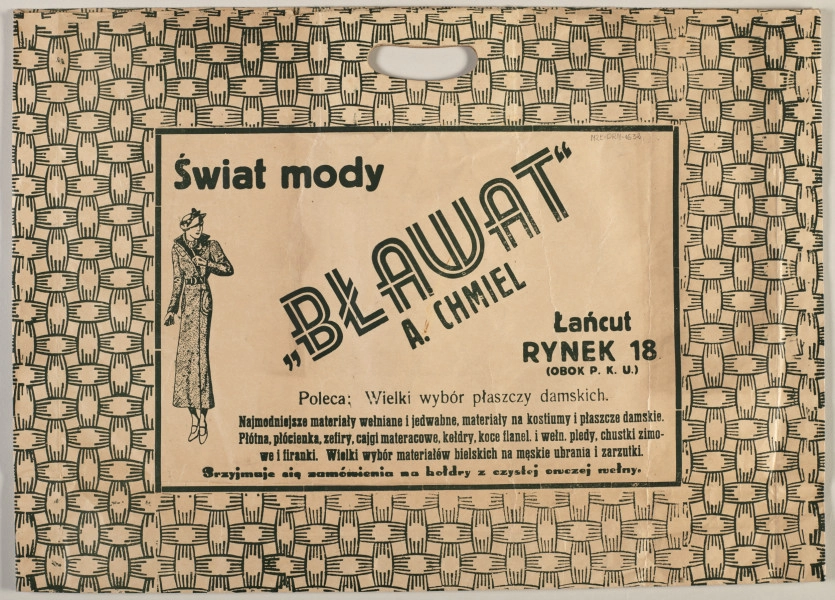 Świat mody
„BŁAWAT“
A. CHMIEL
Łańcut
RYNEK 18
(OBOK P. K. U.)
Poleca; Wielki wybór płaszczy damskich.
Najmodniejsze materiały wełniane i jedwabne, materiały na kostiumy i płaszcze damskie.
Płótna, płócienka, zefiry, cajgi materacowe, kełdry, koce flanel. i wełn. pledy, chustki zimo-
we i firanki. Wielki wybór materiałów bielskich na męskie ubrania i zarzutki.
Przyjmuje się zamówienia na kołdry z czystej owczej wełny.